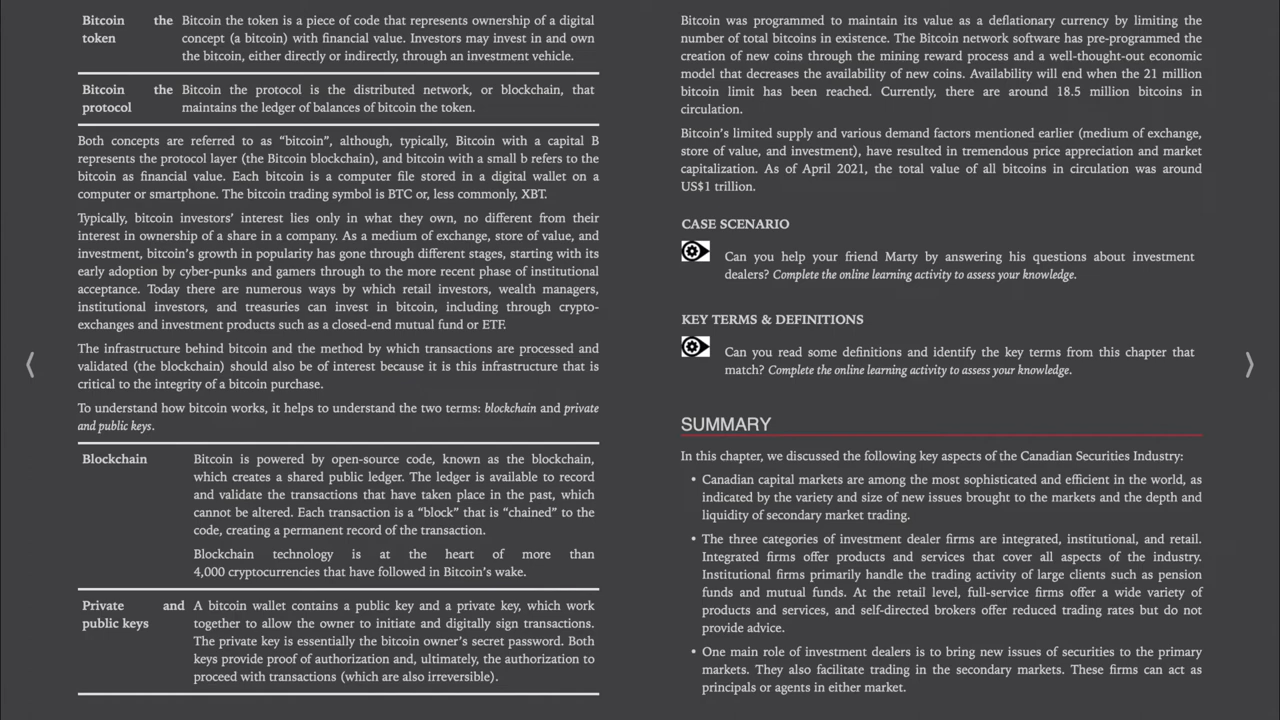 Bitcoin the token
Bitcoin the token is a piece of code that represents ownership of a digital
concept (a bitcoin) with financial value. Investors may invest in and own
the bitcoin, either directly or indirectly, through an investment vehicle.
Bitcoin the protocol
Bitcoin the protocol is the distributed network, or blockchain, that
maintains the ledger of balances of bitcoin the token.
Both concepts are referred to as “bitcoin”, although, typically, Bitcoin with a capital B
represents the protocol layer (the Bitcoin blockchain), and bitcoin with a small b refers to the
bitcoin as financial value. Each bitcoin is a computer file stored in a digital wallet on a
computer or smartphone. The bitcoin trading symbol is BTC or, less commonly, XBT.
Typically, bitcoin investors’ interest lies only in what they own, no different from their
interest in ownership of a share in a company. As a medium of exchange, store of value, and
investment, bitcoin’s growth in popularity has gone through different stages, starting with its
early adoption by cyber-punks and gamers through to the more recent phase of institutional
acceptance. Today there are numerous ways by which retail investors, wealth managers,
institutional investors, and treasuries can invest in bitcoin, including through crypto-
exchanges and investment products such as a closed-end mutual fund or ETF.
The infrastructure behind bitcoin and the method by which transactions are processed and
validated (the blockchain) should also be of interest because it is this infrastructure that is
critical to the integrity of a bitcoin purchase.
To understand how bitcoin works, it helps to understand the two terms: blockchain and private
and public keys.
Blockchain
Bitcoin is powered by open-source code, known as the blockchain,
which creates a shared public ledger. The ledger is available to record
and validate the transactions that have taken place in the past, which
cannot be altered. Each transaction is a “block” that is “chained” to the
code, creating a permanent record of the transaction.
Blockchain technology is at the heart of more than
4,000 cryptocurrencies that have followed in Bitcoin’s wake.
Private and public keys
A bitcoin wallet contains a public key and a private key, which work
together to allow the owner to initiate and digitally sign transactions.
The private key is essentially the bitcoin owner’s secret password. Both
keys provide proof of authorization and, ultimately, the authorization to
proceed with transactions (which are also irreversible).
Bitcoin was programmed to maintain its value as a deflationary currency by limiting the
number of total bitcoins in existence. The Bitcoin network software has pre-programmed the
creation of new coins through the mining reward process and a well-thought-out economic
model that decreases the availability of new coins. Availability will end when the 21 million
bitcoin limit has been reached. Currently, there are around 18.5 million bitcoins in
circulation.
Bitcoin’s limited supply and various demand factors mentioned earlier (medium of exchange,
store of value, and investment), have resulted in tremendous price appreciation and market
capitalization. As of April 2021, the total value of all bitcoins in circulation was around
US$1 trillion.
CASE SCENARIO
Can you help your friend Marty by answering his questions about investment
dealers? Complete the online learning activity to assess your knowledge.
KEY TERMS & DEFINITIONS
Can you read some definitions and identify the key terms from this chapter that
match? Complete the online learning activity to assess your knowledge.
SUMMARY
In this chapter, we discussed the following key aspects of the Canadian Securities Industry:
• Canadian capital markets are among the most sophisticated and efficient in the world, as
indicated by the variety and size of new issues brought to the markets and the depth and
liquidity of secondary market trading.
• The three categories of investment dealer firms are integrated, institutional, and retail.
Integrated firms offer products and services that cover all aspects of the industry.
Institutional firms primarily handle the trading activity of large clients such as pension
funds and mutual funds. At the retail level, full-service firms offer a wide variety of
products and services, and self-directed brokers offer reduced trading rates but do not
provide advice.
• One main role of investment dealers is to bring new issues of securities to the primary
markets. They also facilitate trading in the secondary markets. These firms can act as
principals or agents in either market.